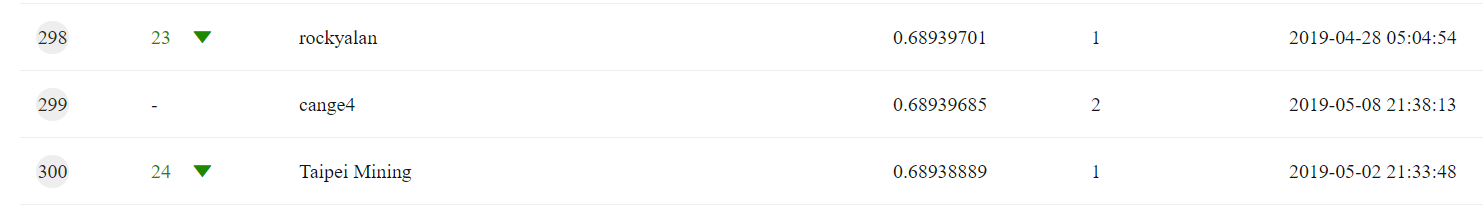 298 23 ▼ rockyalan 0.68939701 1 2019-04-28 05:04:54
299 - cange4 0.68939685 2 2019-05-08 21:38:13
300 24 ▼ Taipei Mining 0.68938889 1 2019-05-02 21:33:48